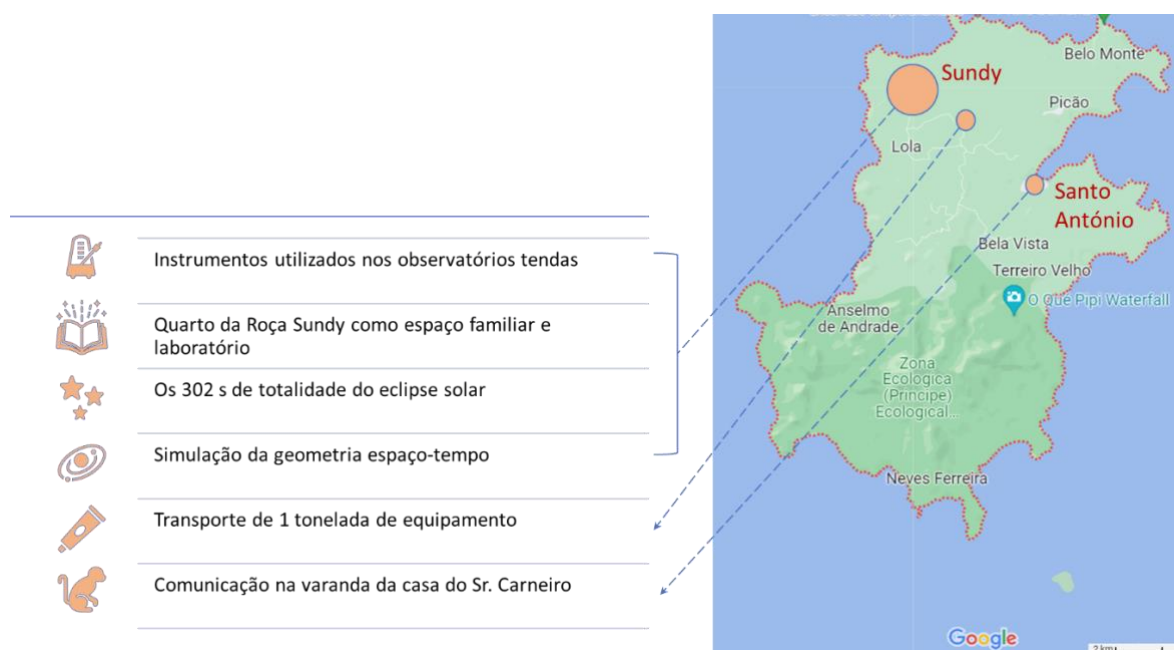 Instrumentos utilizados nos observatórios tendas
Quarto da Roça Sundy como espaço familiar e
laboratório
Os 302 s de totalidade do eclipse solar
Simulação da geometria espaço-tempo
Transporte de 1 tonelada de equipamento
Comunicação na varanda da casa do Sr. Carneiro
Belo Monte
Sundy
Picão
Lola
Santo
António
Bela Vista
Terreiro Velho
O Que Pipi Waterfall
Anselmo
de Andrade
Zona
Ecologica
(Principe)
Ecological...
Neves Ferreira
Google
2 km